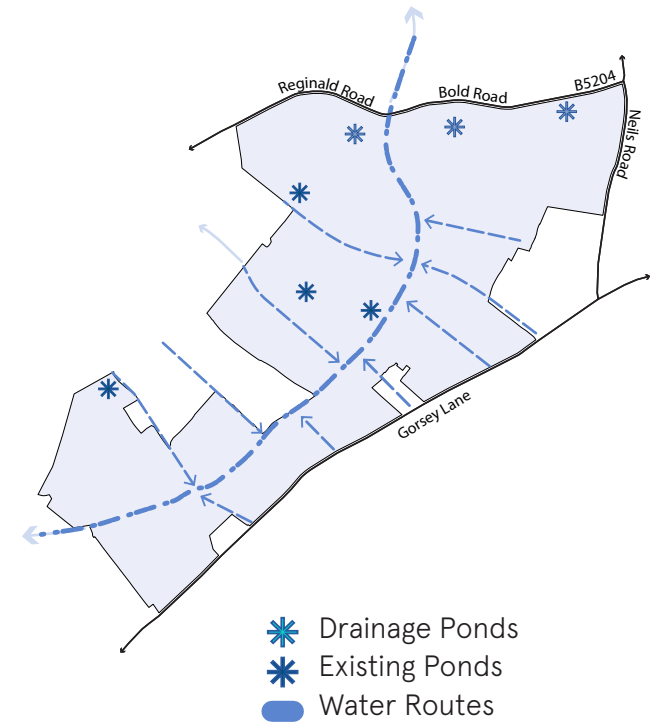 Reginald Road
Bold Road
B5204
Neils Road
Gorsey Lane
Drainage Ponds
Existing Ponds
Water Routes